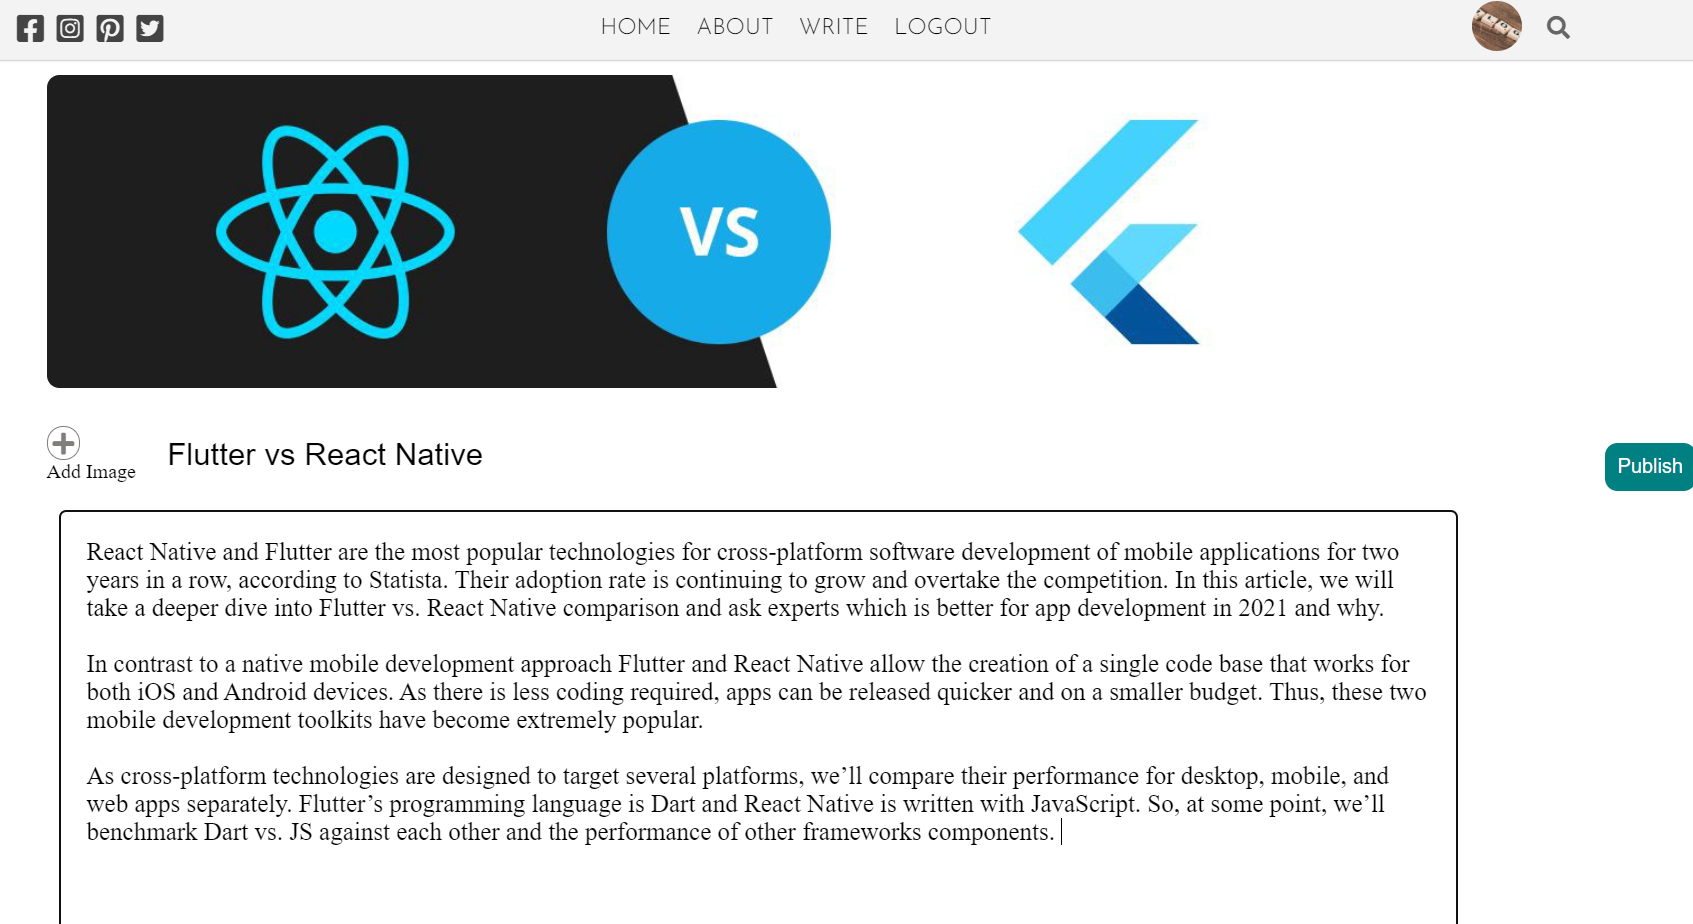 HOME ABOUT WRITE LOGOUT
VS
Add Image
Flutter vs React Native
Publish
React Native and Flutter are the most popular technologies for cross-platform software development of mobile applications for two
years in a row, according to Statista. Their adoption rate is continuing to grow and overtake the competition. In this article, we will
take a deeper dive into Flutter vs. React Native comparison and ask experts which is better for app development in 2021 and why.
In contrast to a native mobile development approach Flutter and React Native allow the creation of a single code base that works for
both iOS and Android devices. As there is less coding required, apps can be released quicker and on a smaller budget. Thus, these two
mobile development toolkits have become extremely popular.
As cross-platform technologies are designed to target several platforms, we’ll compare their performance for desktop, mobile, and
web apps separately. Flutter’s programming language is Dart and React Native is written with JavaScript. So, at some point, we’ll
benchmark Dart vs. JS against each other and the performance of other frameworks components.